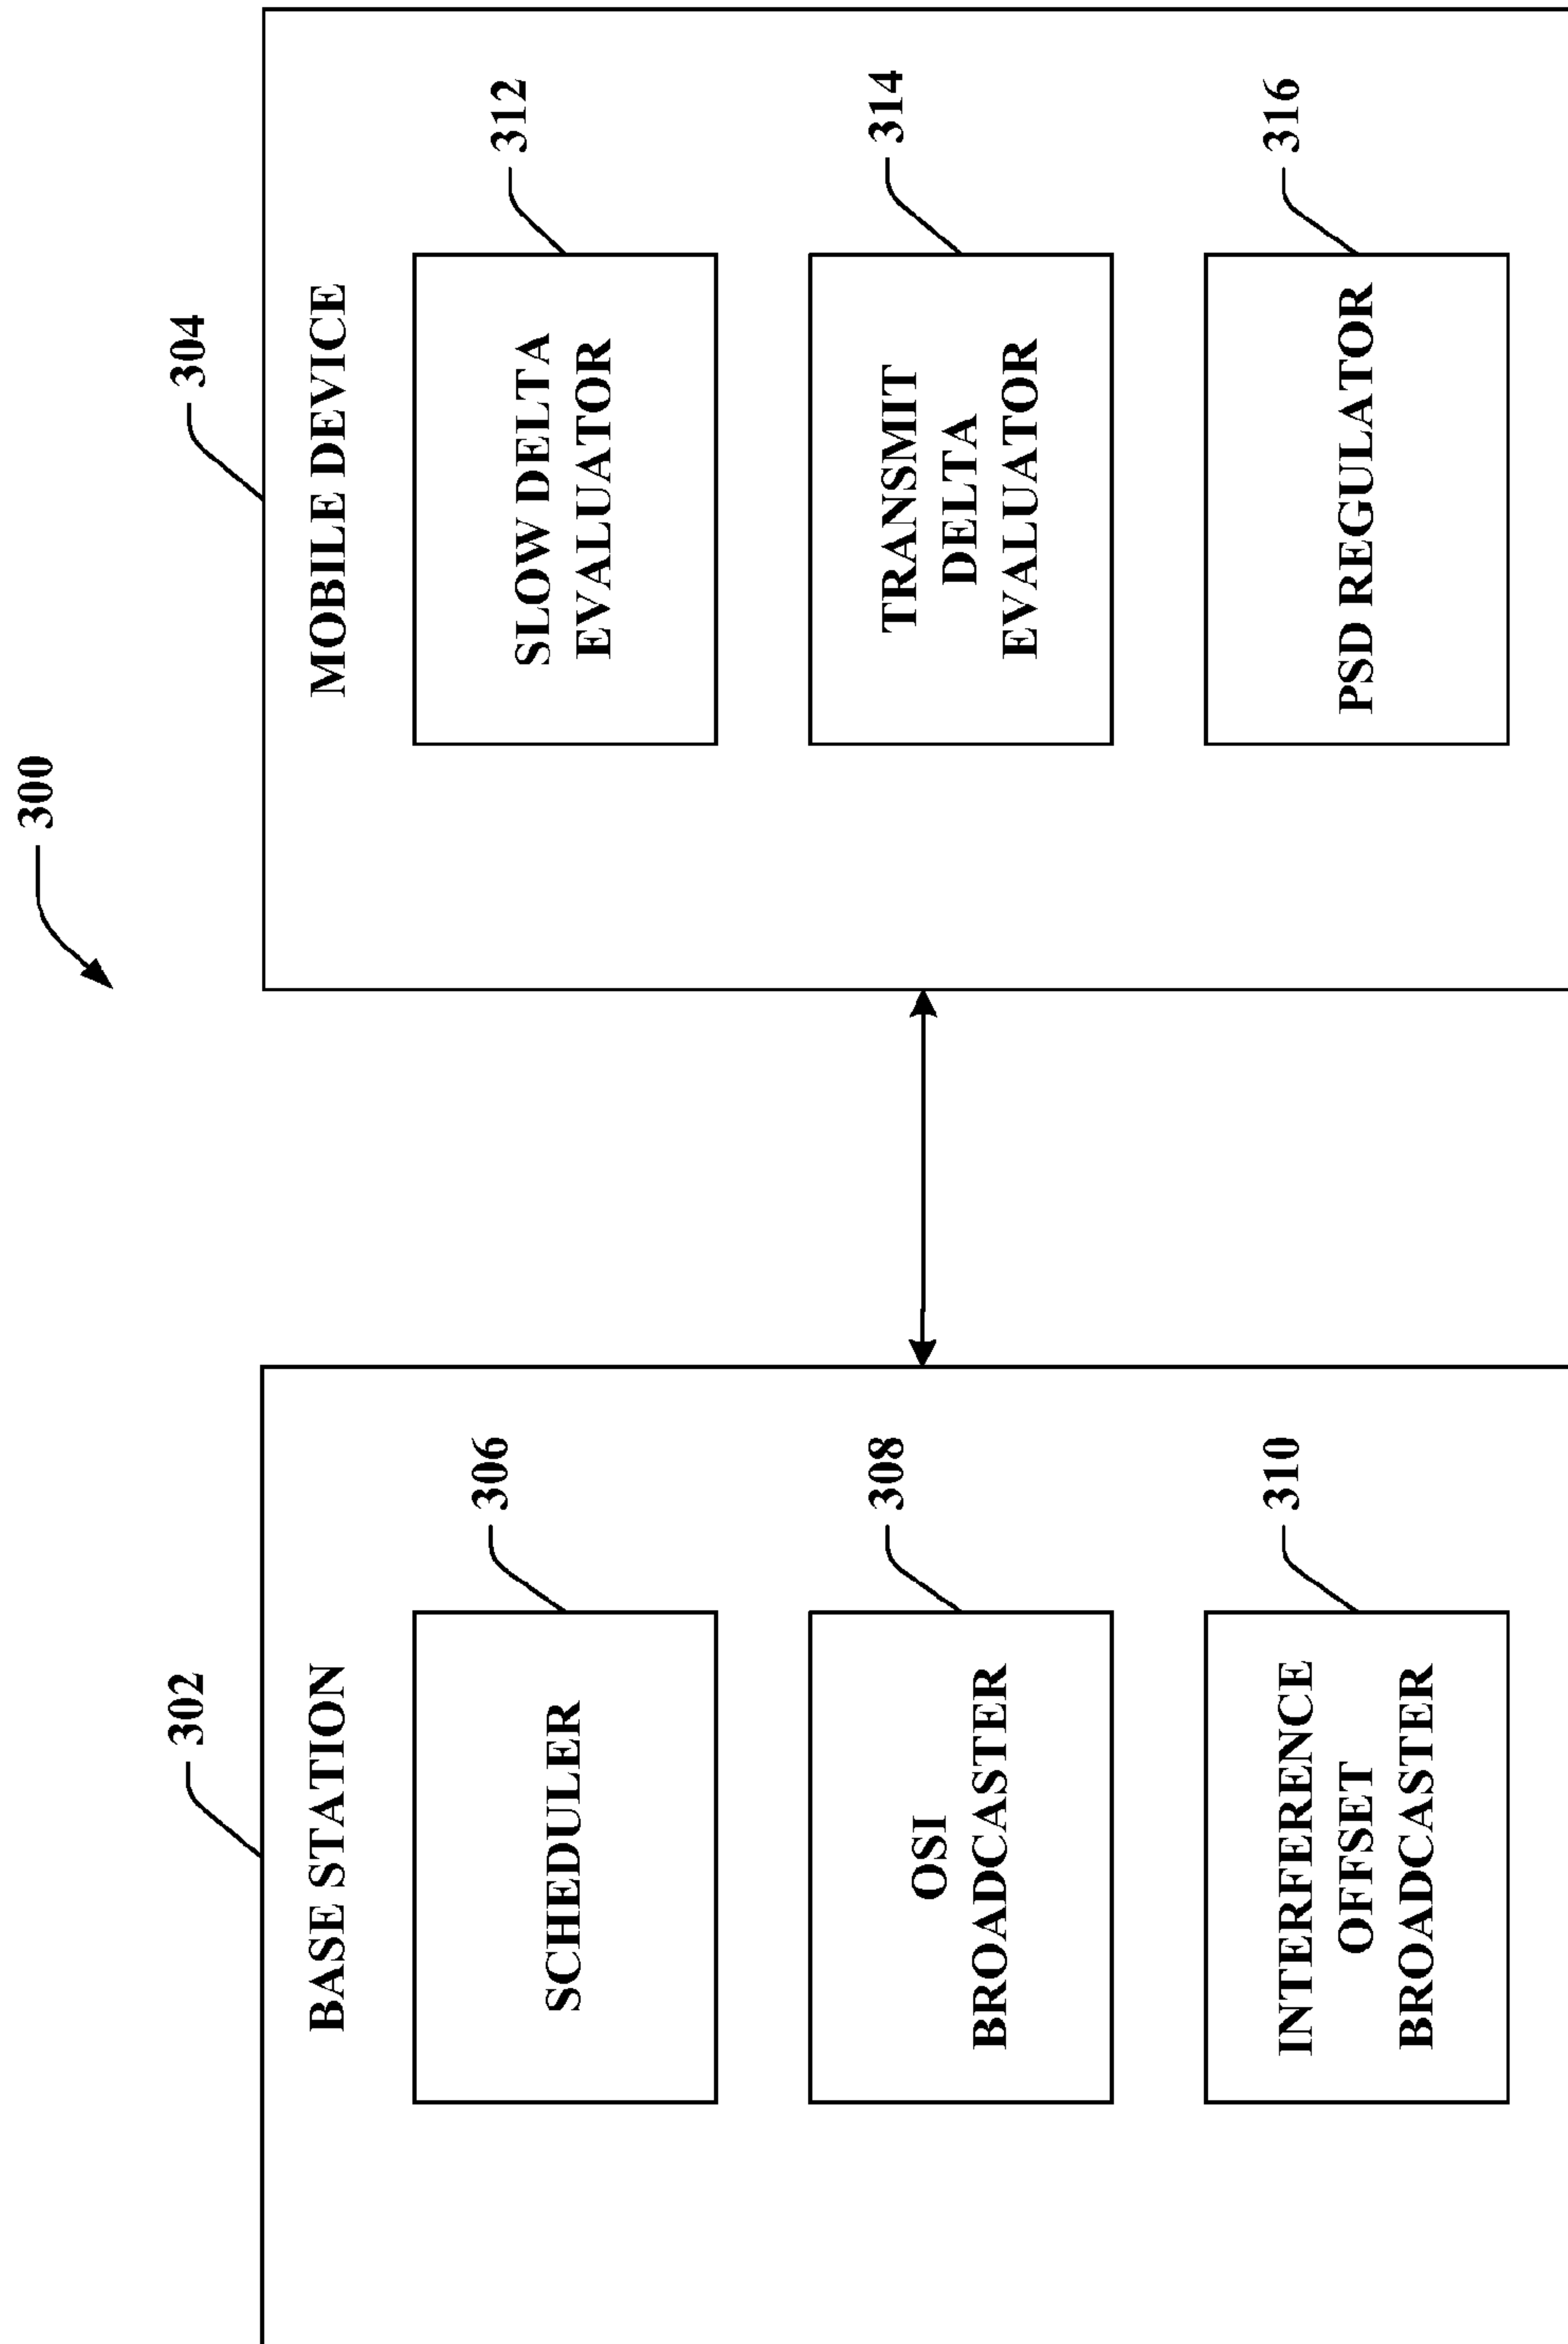 300
302
BASE STATION
306
SCHEDULER
308
OSI
BROADCASTER
310
INTERFERENCE
OFFSET
BROADCASTER
304
MOBILE DEVICE
312
SLOW DELTA
EVALUATOR
314
TRANSMIT
DELTA
EVALUATOR
316
PSD REGULATOR